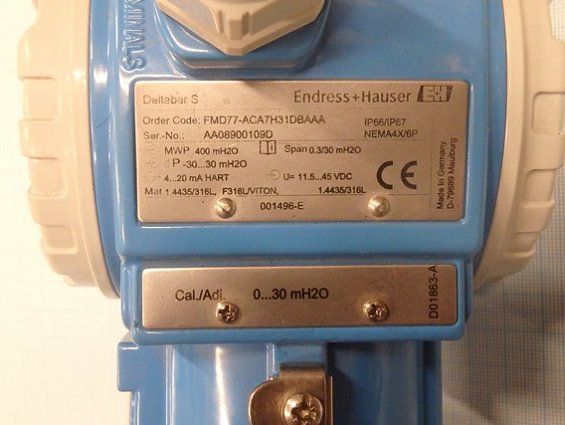 MINALS
Deltabar S
Endress+Hauser EH
Order Code: FMD77-ACA7H31DBAAA
IP66/IP67
Ser.-No.: AA08900109D
NEMA4X/6P
MWP 400 mH2O
Span 0.3/30 mH2O
P -30...30 mH2O
4...20 mA HART
U= 11.5...45 VDC
CE
Mat. 1.4435/316L, F316L/VITON, 1.4435/316L
001496-E
Made in Germany
D-79689 Maulburg
Cal./Adj. 0...30 mH2O
D01863-A